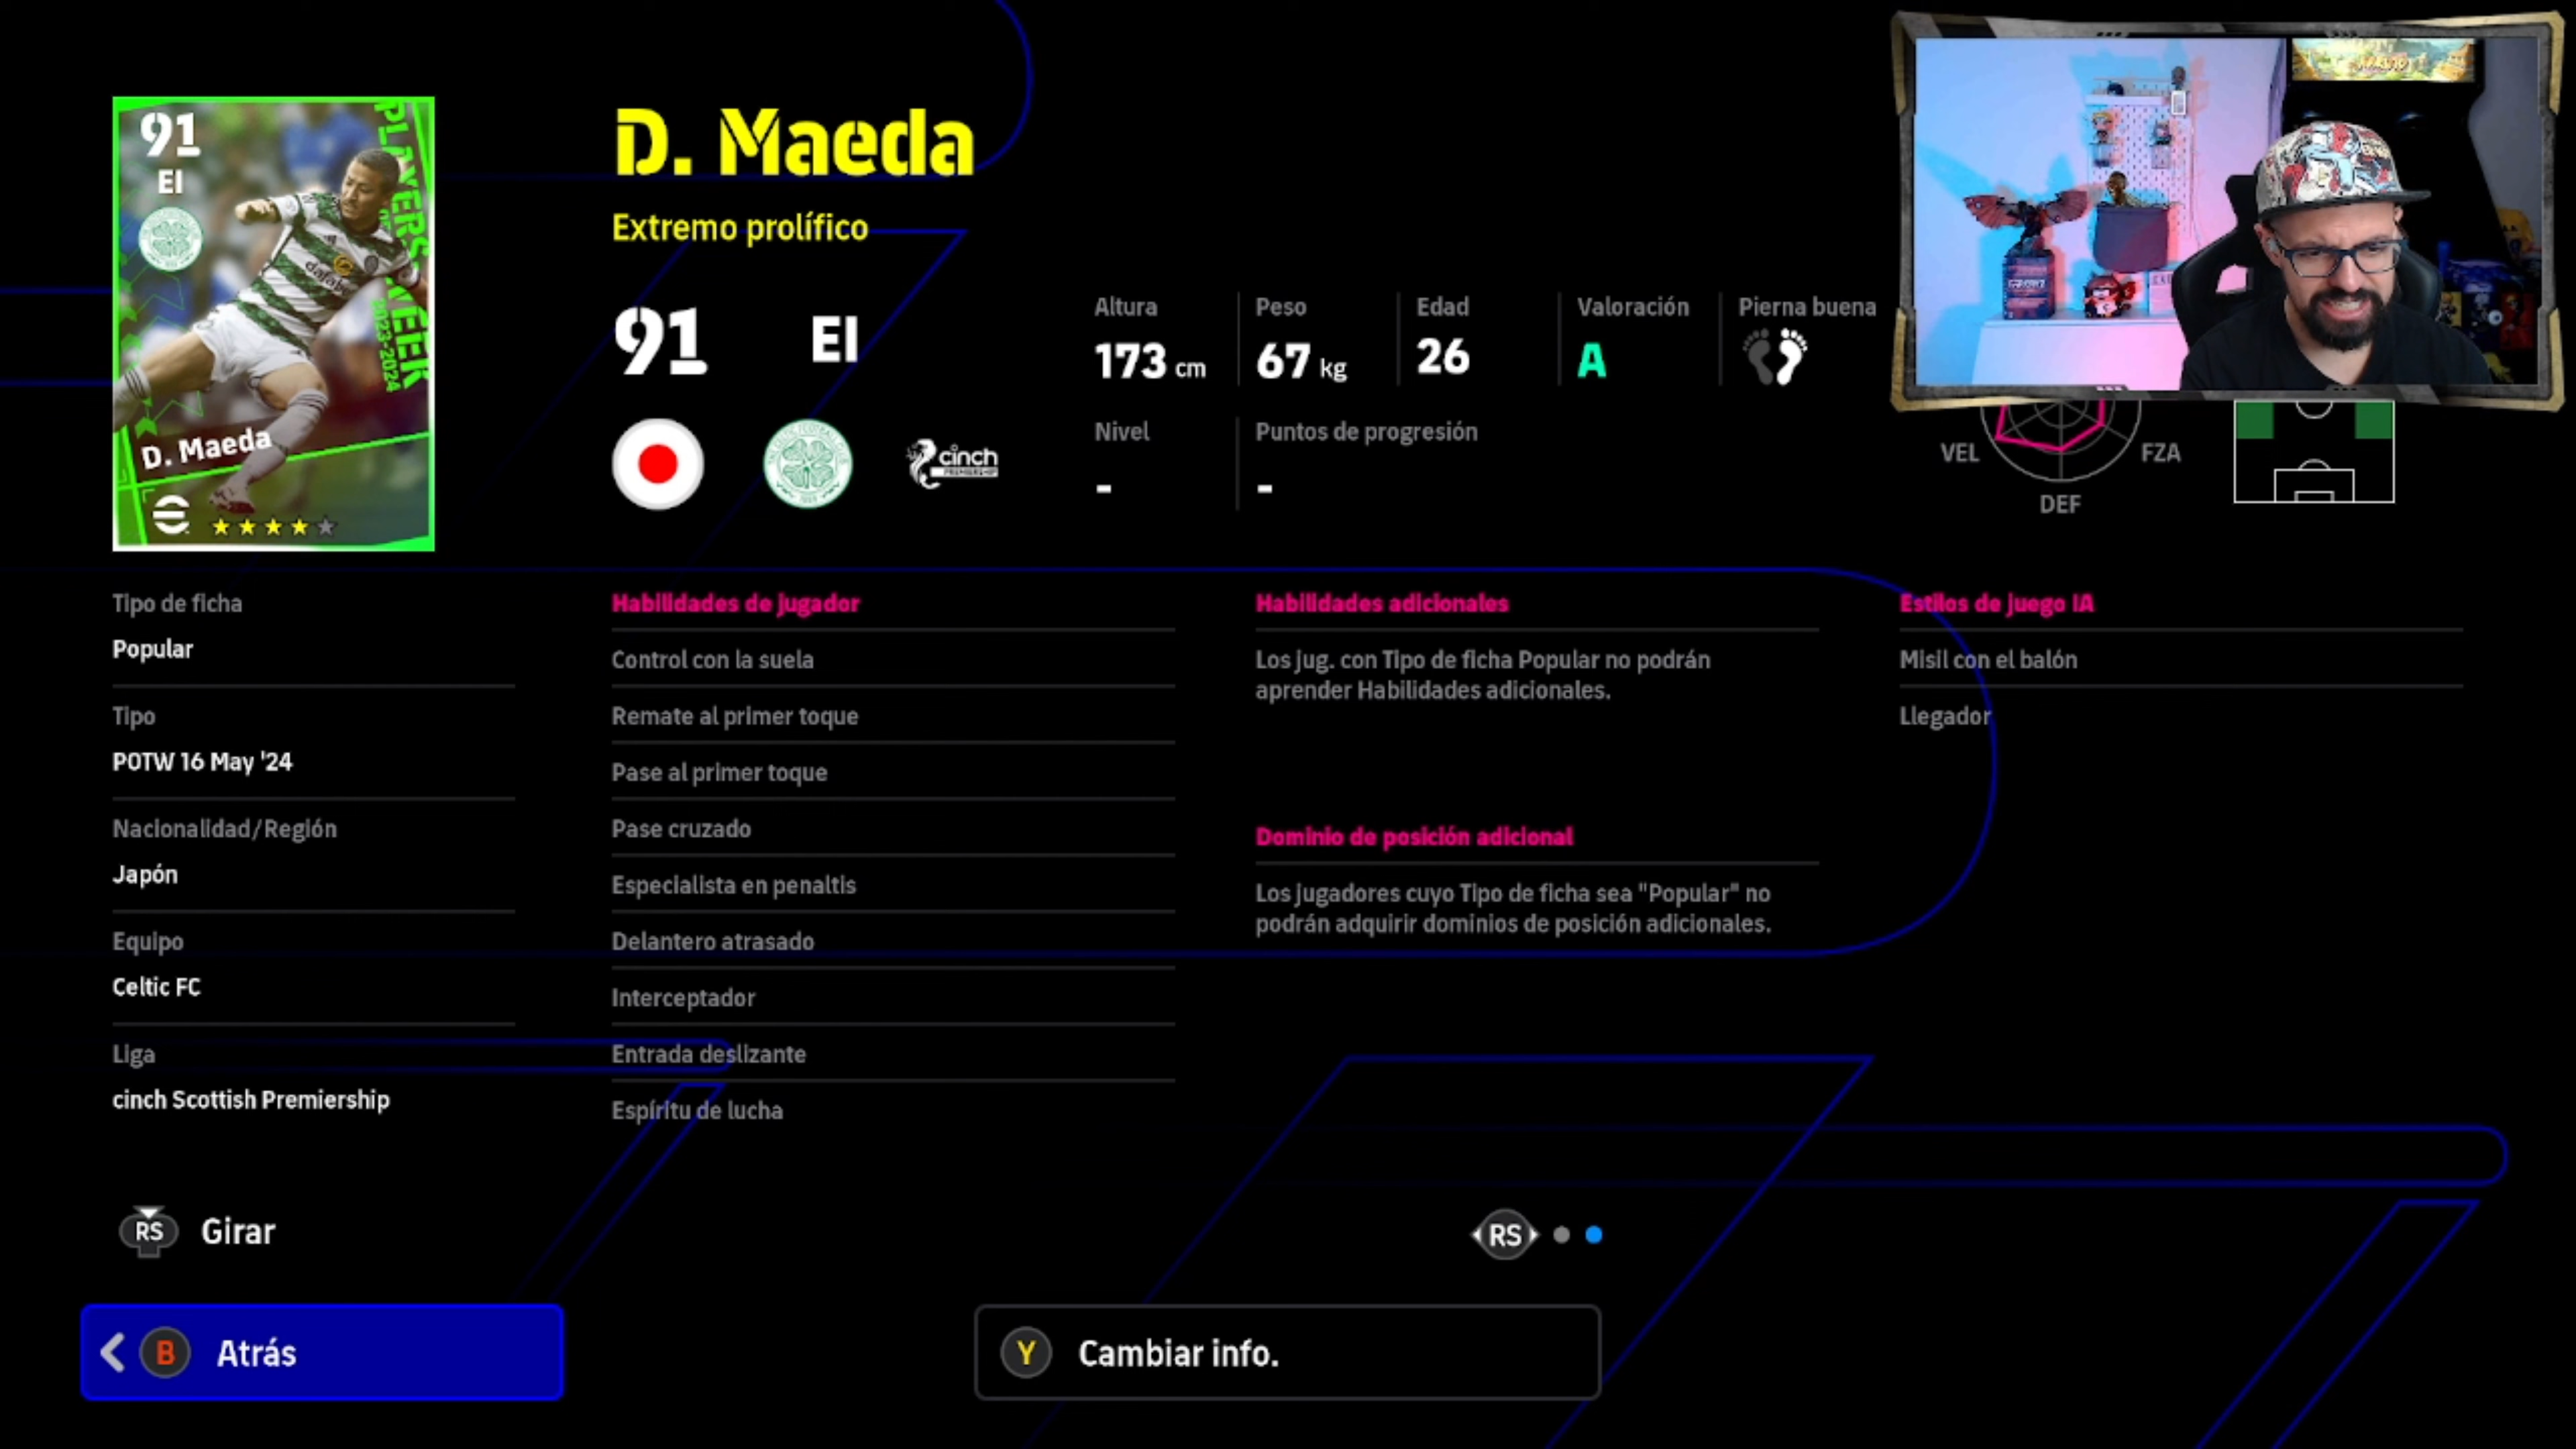 91
EI
PLAYERS OF THE WEEK
2023-2024
dafabet
D. Maeda
D. Maeda
Extremo prolífico
91
EI
cinch
PREMIERSHIP
Altura
173 cm
Peso
67 kg
Edad
26
Valoración
A
Pierna buena
Nivel
-
Puntos de progresión
-
VEL
FZA
DEF
Tipo de ficha
Popular
Tipo
POTW 16 May '24
Nacionalidad/Región
Japón
Equipo
Celtic FC
Liga
cinch Scottish Premiership
Habilidades de jugador
Control con la suela
Remate al primer toque
Pase al primer toque
Pase cruzado
Especialista en penaltis
Delantero atrasado
Interceptador
Entrada deslizante
Espíritu de lucha
Habilidades adicionales
Los jug. con Tipo de ficha Popular no podrán
aprender Habilidades adicionales.
Dominio de posición adicional
Los jugadores cuyo Tipo de ficha sea "Popular" no
podrán adquirir dominios de posición adicionales.
Estilos de juego IA
Misil con el balón
Llegador
RS Girar
RS
B Atrás
Y Cambiar info.